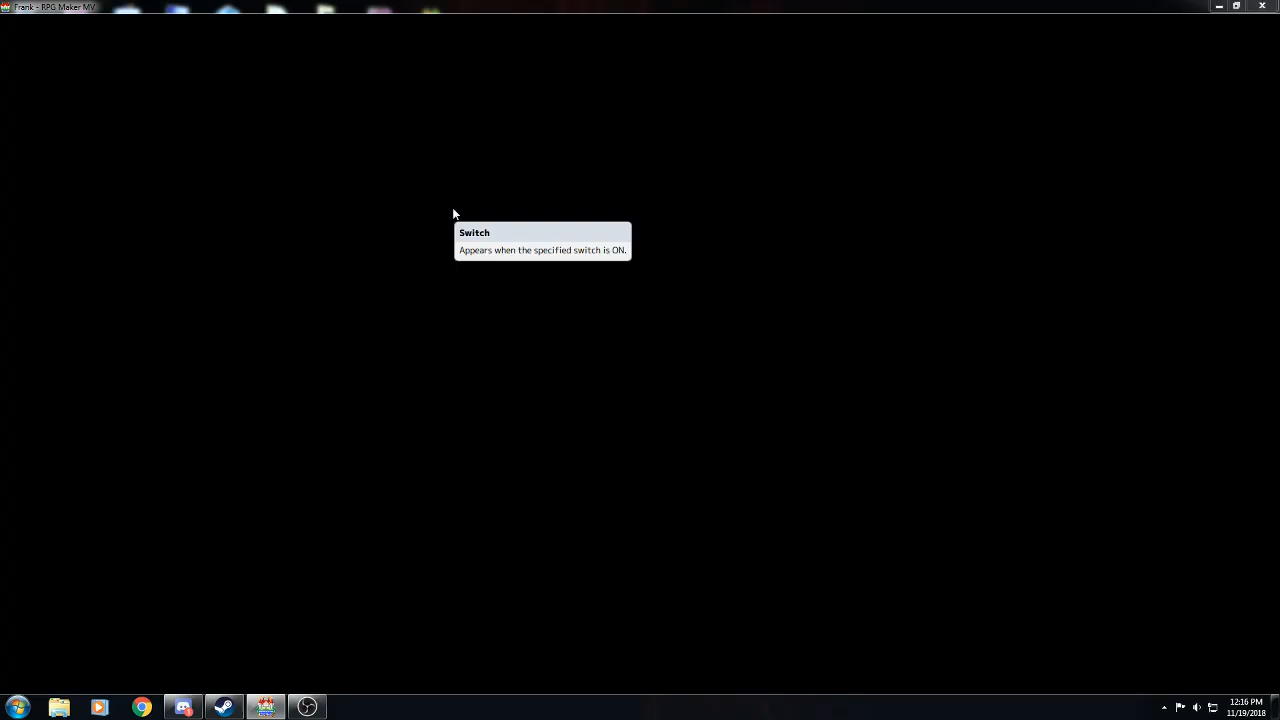 Frank - RPG Maker MV
Switch
Appears when the specified switch is ON.
12:16 PM
11/19/2018